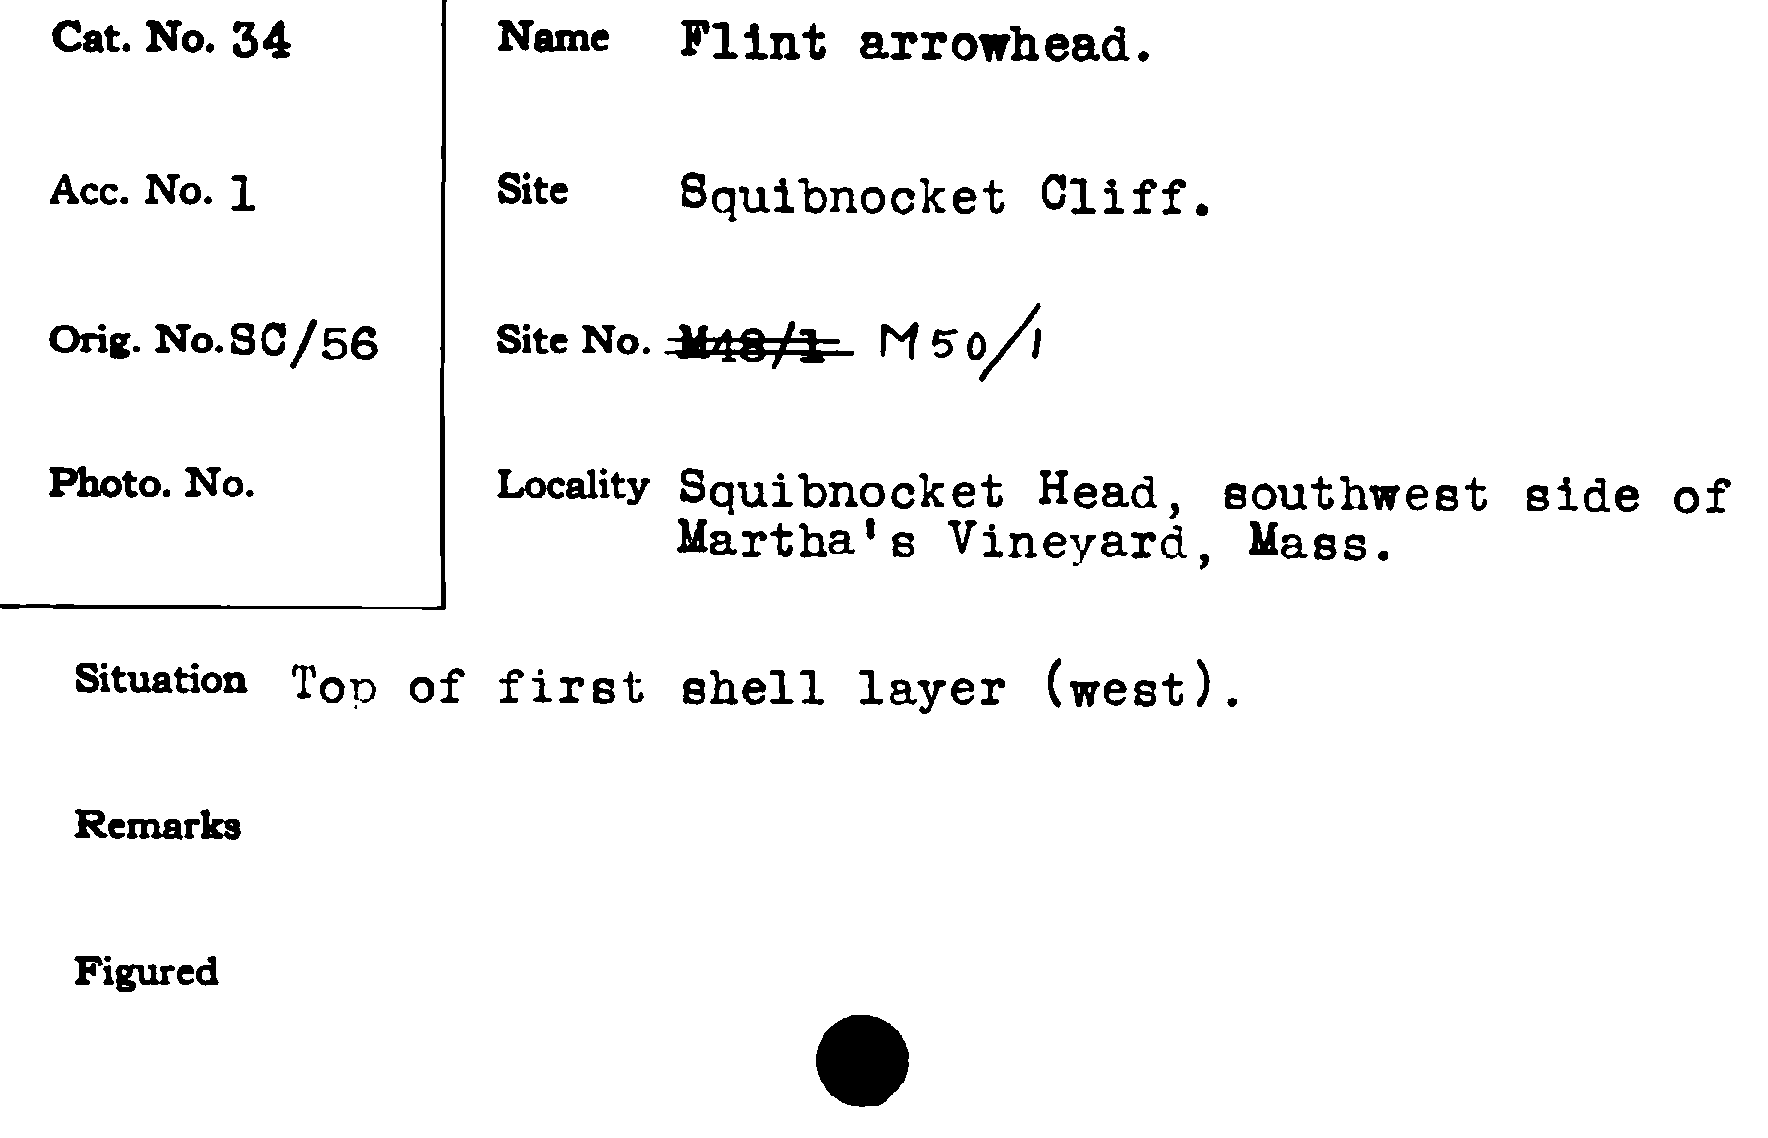 Cat. No. 34
Name Flint arrowhead.
Acc. No. 1
Site Squibnocket Cliff.
Orig. No. SC/56
Site No. M48/1 M50/1
Photo. No.
Locality Squibnocket Head, southwest side of
Martha's Vineyard, Mass.
Situation Top of first shell layer (west).
Remarks
Figured